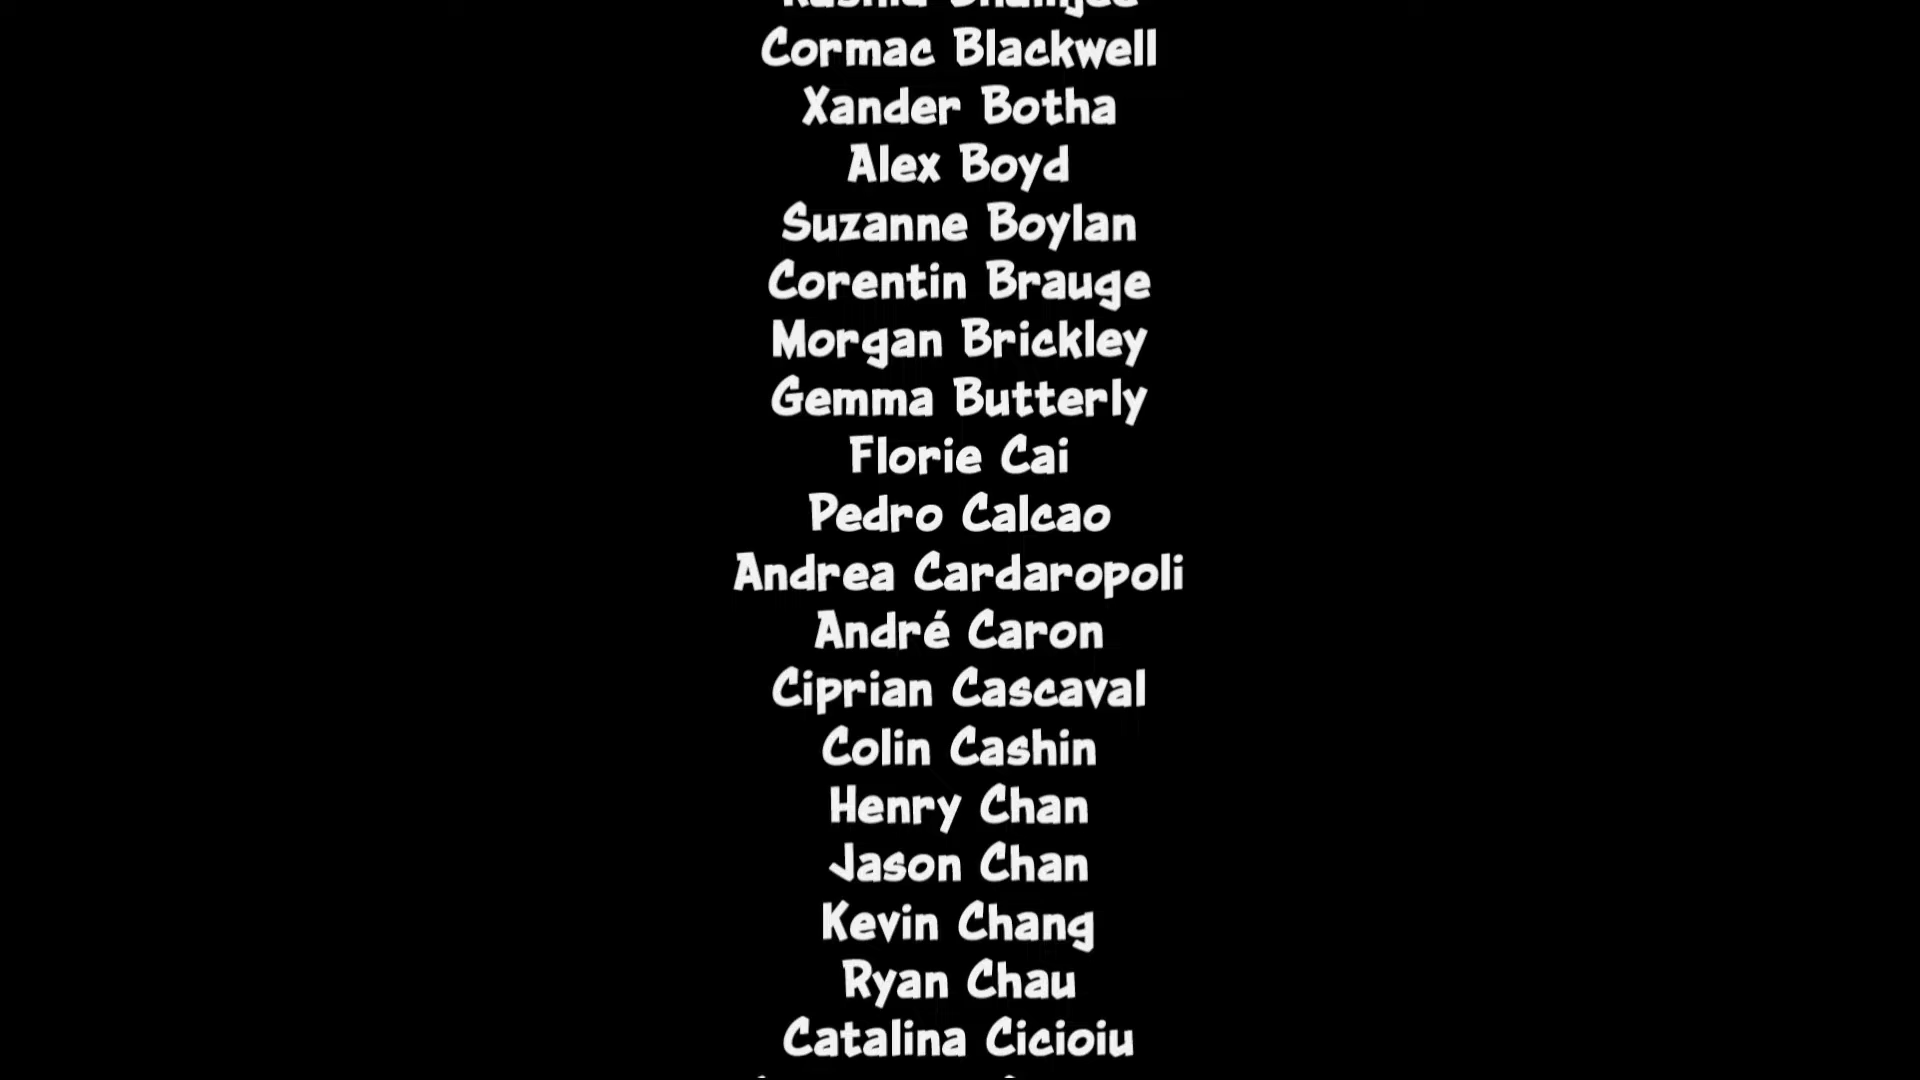 Cormac Blackwell
Xander Botha
Alex Boyd
Suzanne Boylan
Corentin Brauge
Morgan Brickley
Gemma Butterly
Florie Cai
Pedro Calcao
Andrea Cardaropoli
André Caron
Ciprian Cascaval
Colin Cashin
Henry Chan
Jason Chan
Kevin Chang
Ryan Chau
Catalina Cicioiu